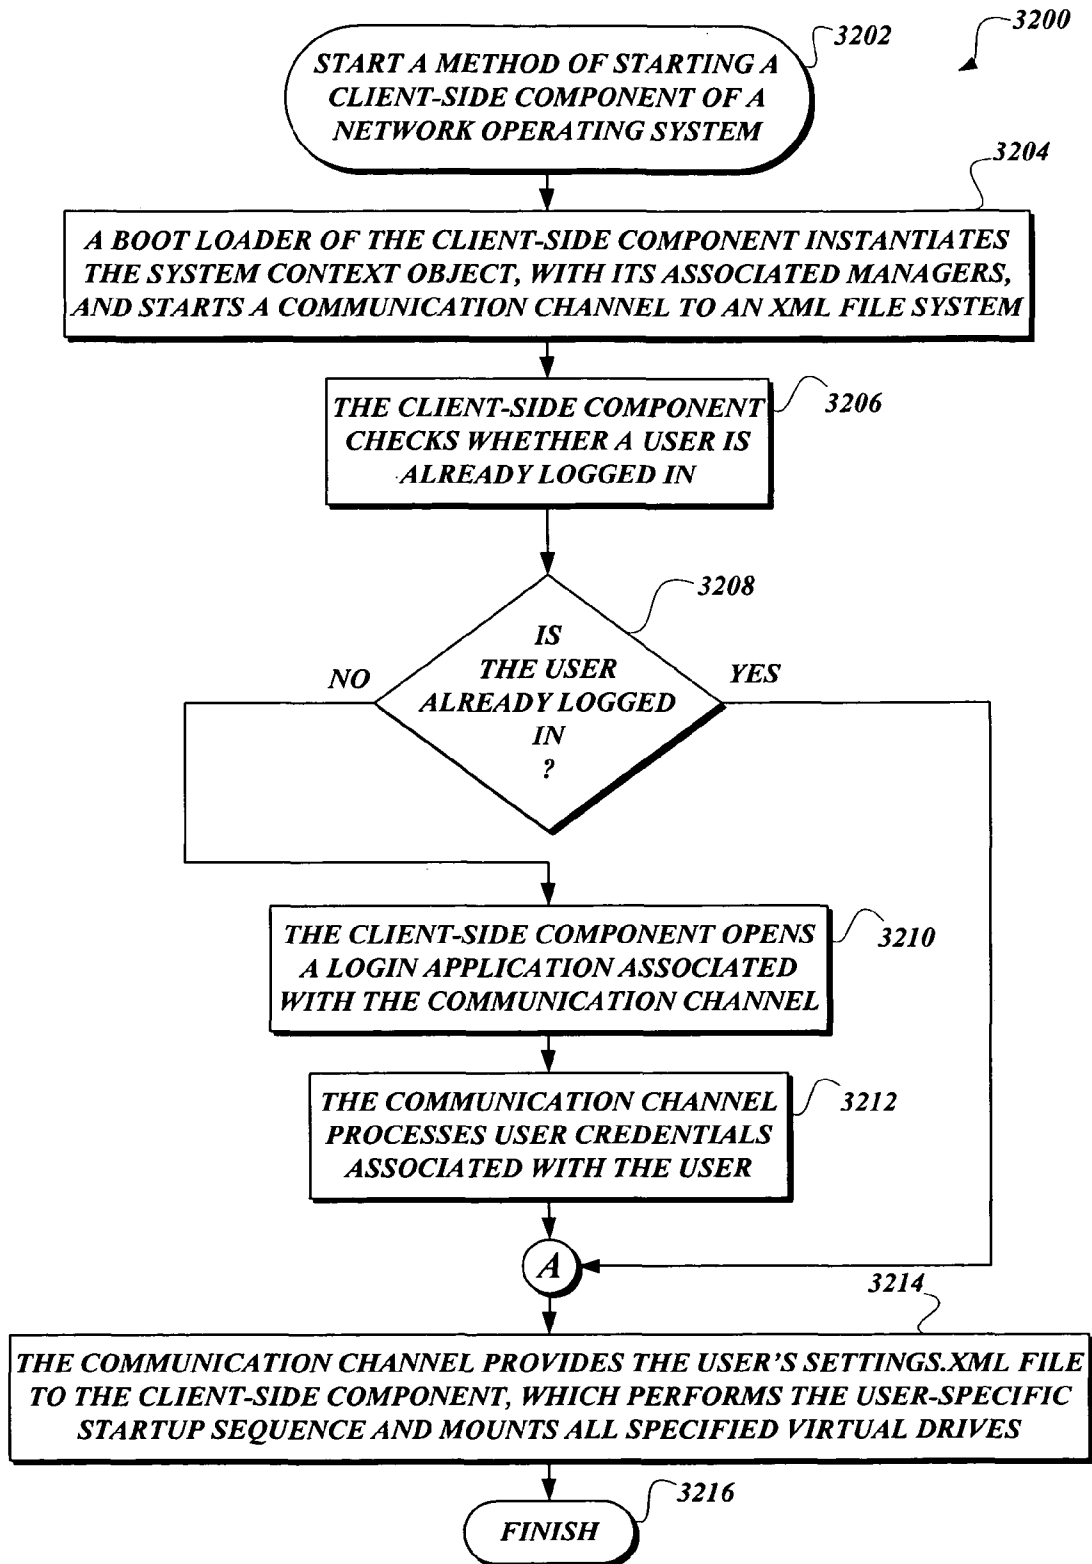 3200
3202
START A METHOD OF STARTING A
CLIENT-SIDE COMPONENT OF A
NETWORK OPERATING SYSTEM
3204
A BOOT LOADER OF THE CLIENT-SIDE COMPONENT INSTANTIATES
THE SYSTEM CONTEXT OBJECT, WITH ITS ASSOCIATED MANAGERS,
AND STARTS A COMMUNICATION CHANNEL TO AN XML FILE SYSTEM
3206
THE CLIENT-SIDE COMPONENT
CHECKS WHETHER A USER IS
ALREADY LOGGED IN
3208
IS
THE USER
ALREADY LOGGED
IN
?
NO
YES
3210
THE CLIENT-SIDE COMPONENT OPENS
A LOGIN APPLICATION ASSOCIATED
WITH THE COMMUNICATION CHANNEL
3212
THE COMMUNICATION CHANNEL
PROCESSES USER CREDENTIALS
ASSOCIATED WITH THE USER
A
3214
THE COMMUNICATION CHANNEL PROVIDES THE USER'S SETTINGS.XML FILE
TO THE CLIENT-SIDE COMPONENT, WHICH PERFORMS THE USER-SPECIFIC
STARTUP SEQUENCE AND MOUNTS ALL SPECIFIED VIRTUAL DRIVES
3216
FINISH